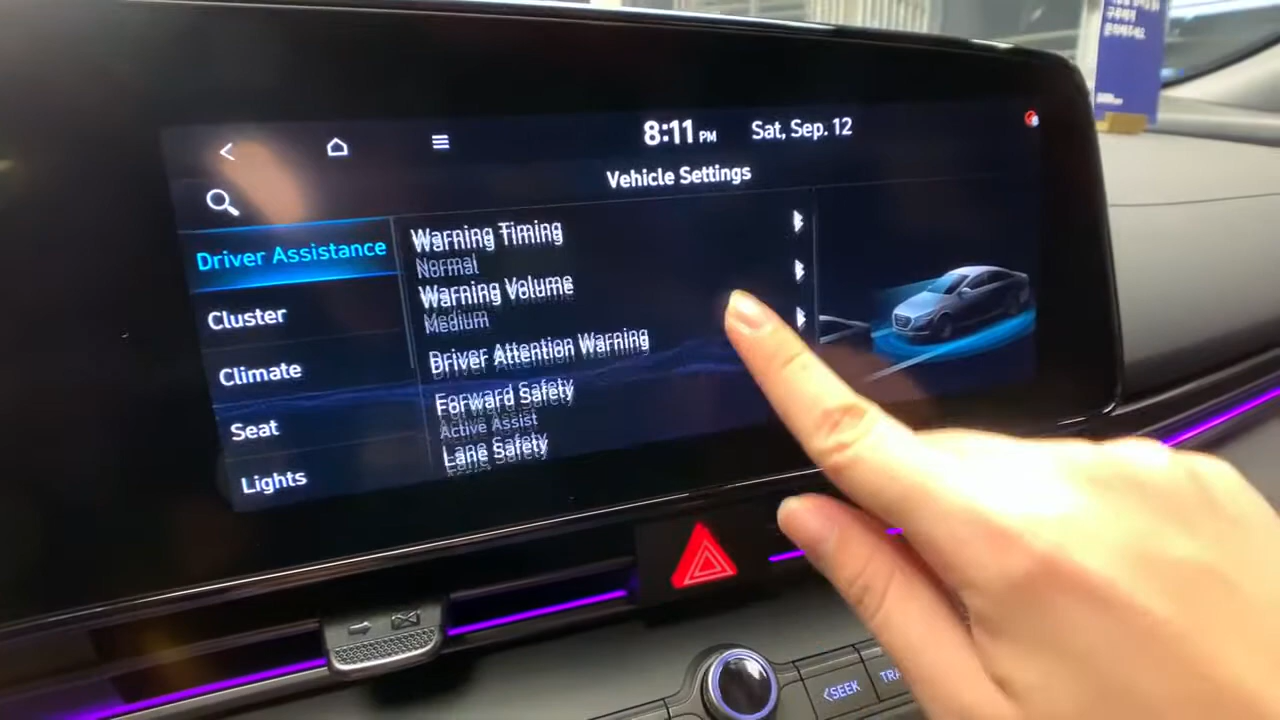 8:11 PM Sat, Sep. 12
Vehicle Settings
Driver Assistance
Cluster
Climate
Seat
Lights
Warning Timing
Normal
Warning Volume
Medium
Driver Attention Warning
Forward Safety
Active Assist
Lane Safety
Assist
<SEEK